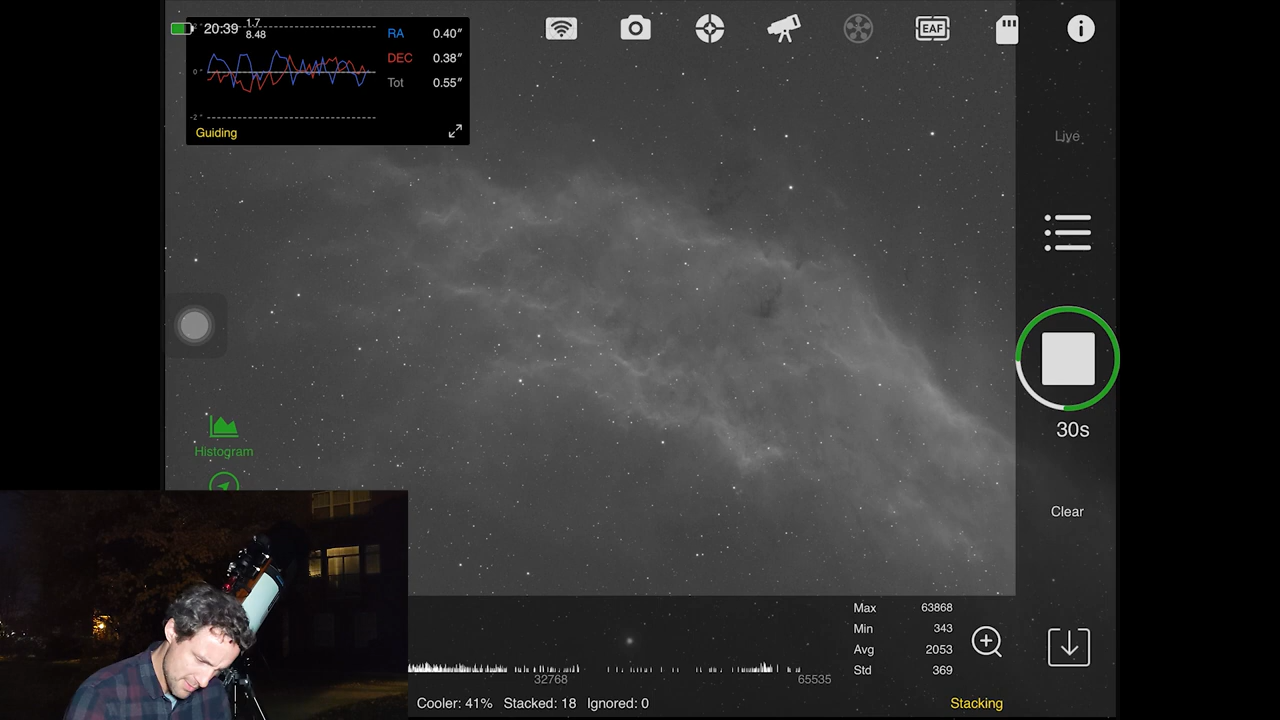 20:39
1.7
8.48
RA 0.40"
DEC 0.38"
Tot 0.55"
0"
-2"
Guiding
EAF
Live
30s
Histogram
Clear
Max 63868
Min 343
Avg 2053
Std 369
32768 65535
Cooler: 41% Stacked: 18 Ignored: 0
Stacking